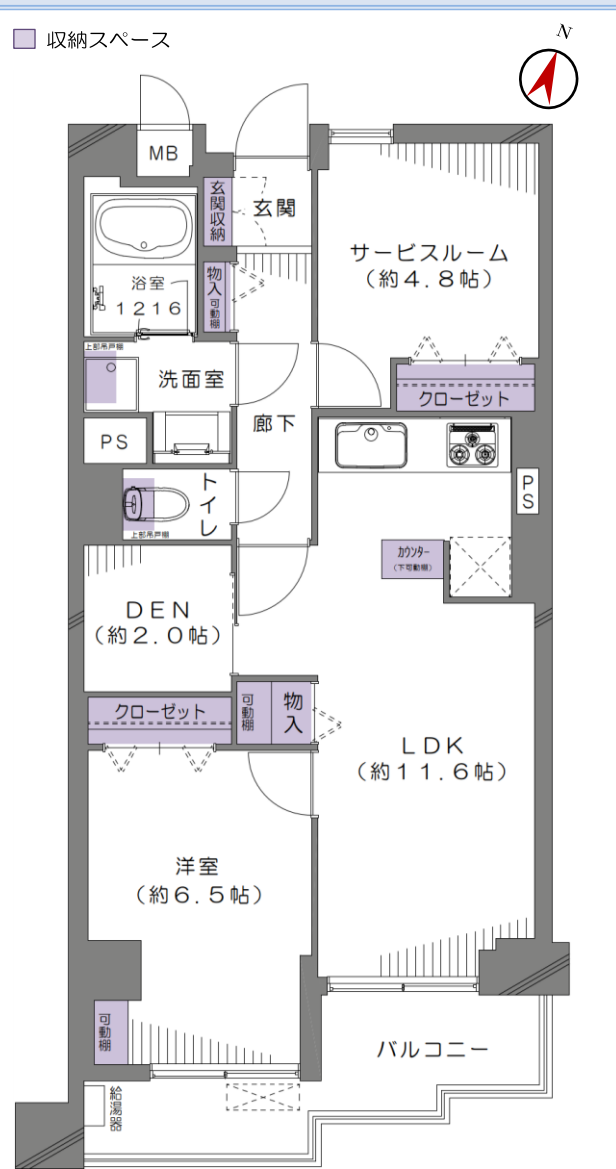 収納スペース
N
MB
玄関収納
玄関
サービスルーム
(約4.8帖)
浴室
1216
物入
可動棚
上部吊戸棚
洗面室
クローゼット
廊下
PS
トイレ
PS
上部吊戸棚
カウンター
(下可動棚)
DEN
(約2.0帖)
クローゼット
可動棚
物入
LDK
(約11.6帖)
洋室
(約6.5帖)
可動棚
バルコニー
給湯器